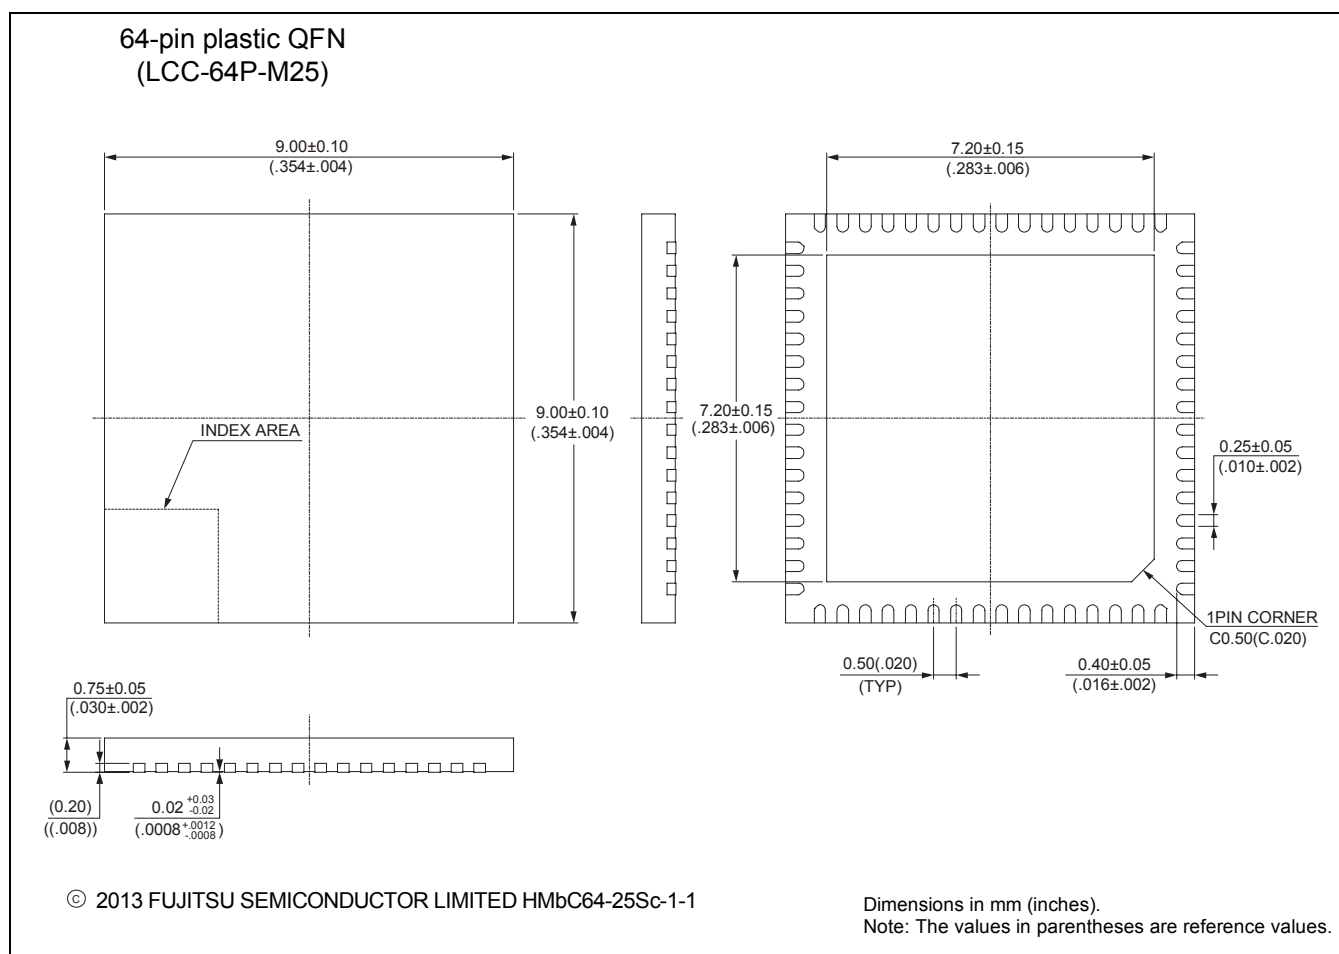 64-pin plastic QFN
(LCC-64P-M25)
9.00±0.10
(.354±.004)
7.20±0.15
(.283±.006)
9.00±0.10
(.354±.004)
7.20±0.15
(.283±.006)
INDEX AREA
0.25±0.05
(.010±.002)
1PIN CORNER
C0.50(C.020)
0.50(.020)
(TYP)
0.40±0.05
(.016±.002)
0.75±0.05
(.030±.002)
(0.20)
((.008))
0.02 +0.03 -0.02
(.0008 +.0012 -.0008)
© 2013 FUJITSU SEMICONDUCTOR LIMITED HMbC64-25Sc-1-1
Dimensions in mm (inches).
Note: The values in parentheses are reference values.